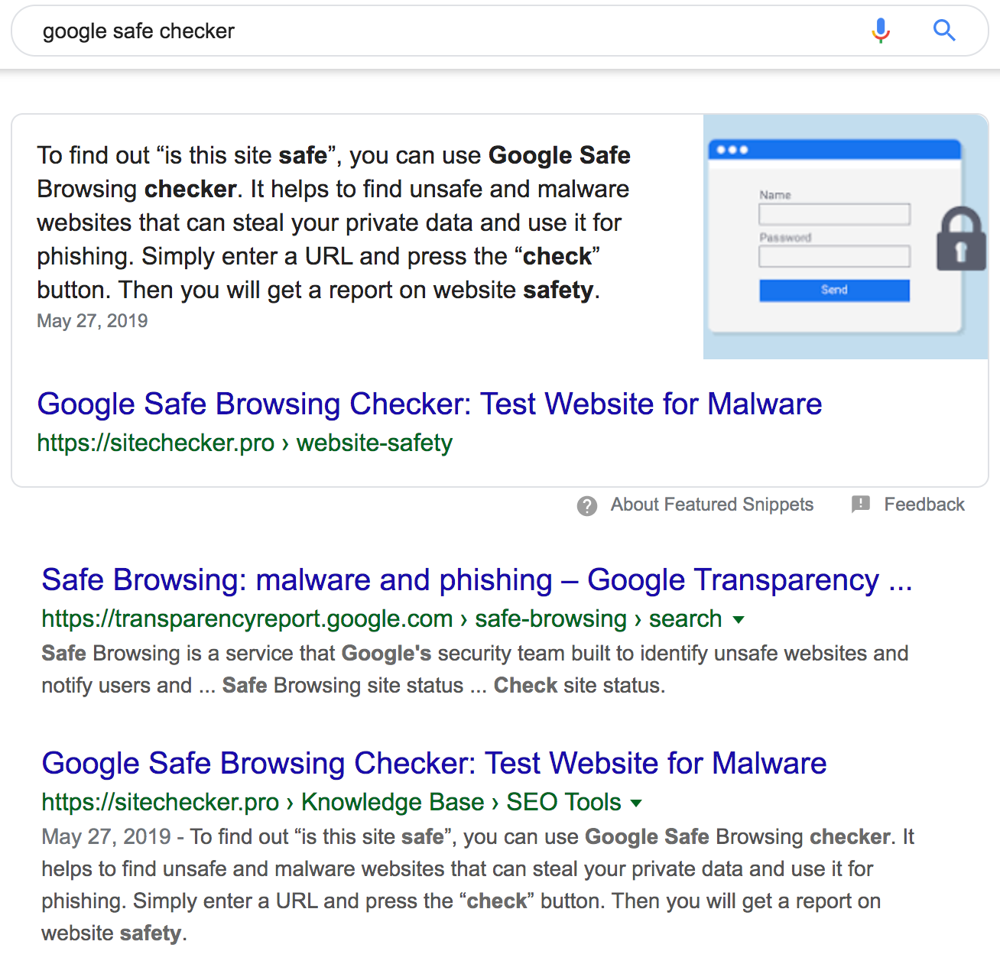 google safe checker
To find out “is this site safe”, you can use Google Safe
Browsing checker. It helps to find unsafe and malware
websites that can steal your private data and use it for
phishing. Simply enter a URL and press the “check”
button. Then you will get a report on website safety.
May 27, 2019
Name
Password
Send
Google Safe Browsing Checker: Test Website for Malware
https://sitechecker.pro › website-safety
About Featured Snippets
Feedback
Safe Browsing: malware and phishing – Google Transparency ...
https://transparencyreport.google.com › safe-browsing › search
Safe Browsing is a service that Google's security team built to identify unsafe websites and
notify users and ... Safe Browsing site status ... Check site status.
Google Safe Browsing Checker: Test Website for Malware
https://sitechecker.pro › Knowledge Base › SEO Tools
May 27, 2019 - To find out “is this site safe”, you can use Google Safe Browsing checker. It
helps to find unsafe and malware websites that can steal your private data and use it for
phishing. Simply enter a URL and press the “check” button. Then you will get a report on
website safety.